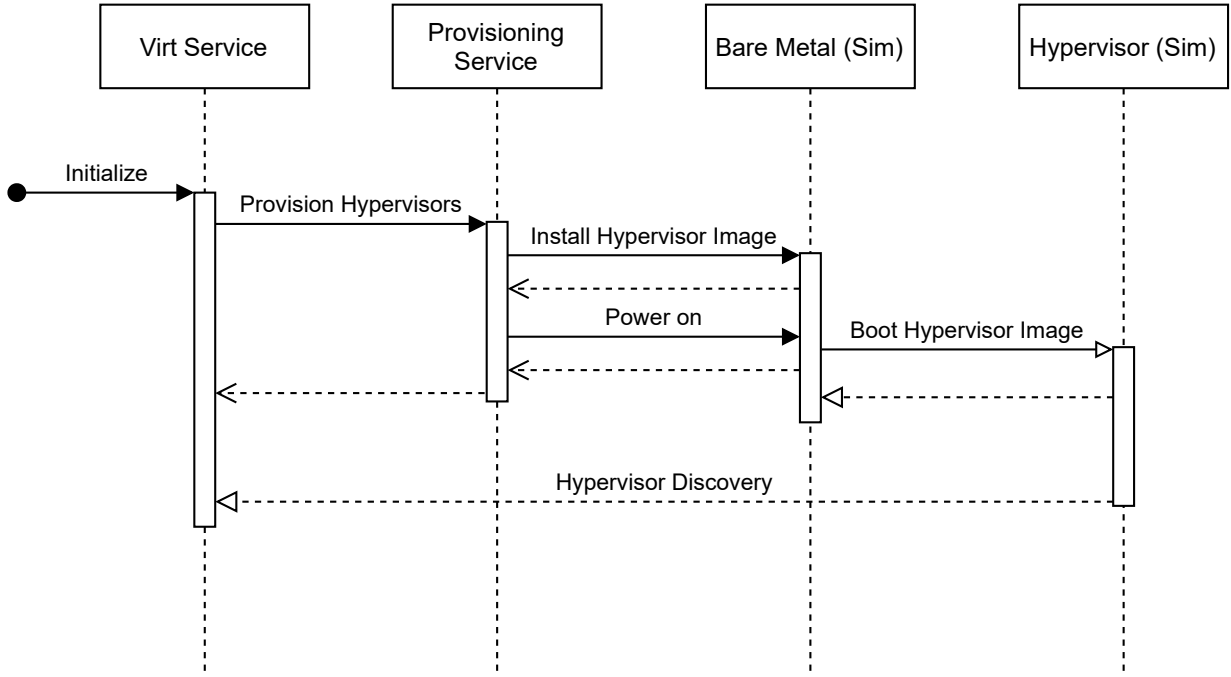 Virt Service
Provisioning
Service
Bare Metal (Sim)
Hypervisor (Sim)
Initialize
Provision Hypervisors
Install Hypervisor Image
Power on
Boot Hypervisor Image
Hypervisor Discovery